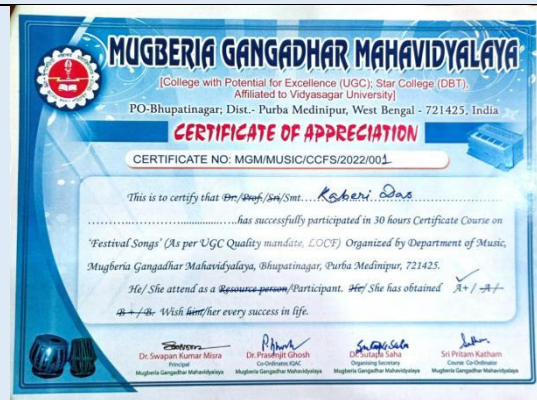 MUGBERIA GANGADHAR MAHAVIDYALAYA
[College with Potential for Excellence (UGC); Star College (DBT),
Affiliated to Vidyasagar University]
PO-Bhupatinagar; Dist.- Purba Medinipur, West Bengal - 721425, India
CERTIFICATE OF APPRECIATION
CERTIFICATE NO: MGM/MUSIC/CCFS/2022/001
This is to certify that Dr./Prof./Sri/Smt. Kaberi Das
has successfully participated in 30 hours Certificate Course on
'Festival Songs' (As per UGC Quality mandate, LOCF) Organized by Department of Music,
Mugberia Gangadhar Mahavidyalaya, Bhupatinagar, Purba Medinipur, 721425.
He/ She attend as a Resource person/Participant. He/ She has obtained A+ / A /
B + / B. Wish him/her every success in life.
Sutapa Saha
Dr. Swapan Kumar Misra Dr. Prasenjit Ghosh Dr. Sutapa Saha Sri Pritam Katham
Principal Co-Ordinator, IQAC Organising Secretary Course Co-Ordinator
Mugberia Gangadhar Mahavidyalaya Mugberia Gangadhar Mahavidyalaya Mugberia Gangadhar Mahavidyalaya Mugberia Gangadhar Mahavidyalaya